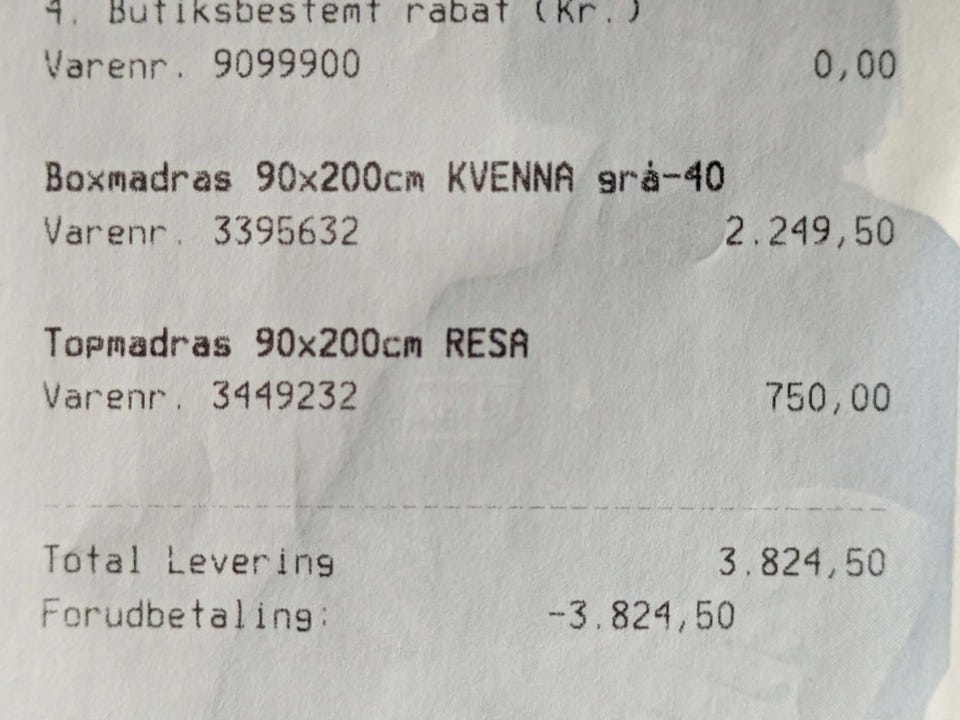 4. Butiksbestemt rabat (Kr.)
Varenr. 9099900 0,00
Boxmadras 90x200cm KVENNA grå-40
Varenr. 3395632 2.249,50
Topmadras 90x200cm RESA
Varenr. 3449232 750,00
Total Levering 3.824,50
Forudbetaling: -3.824,50